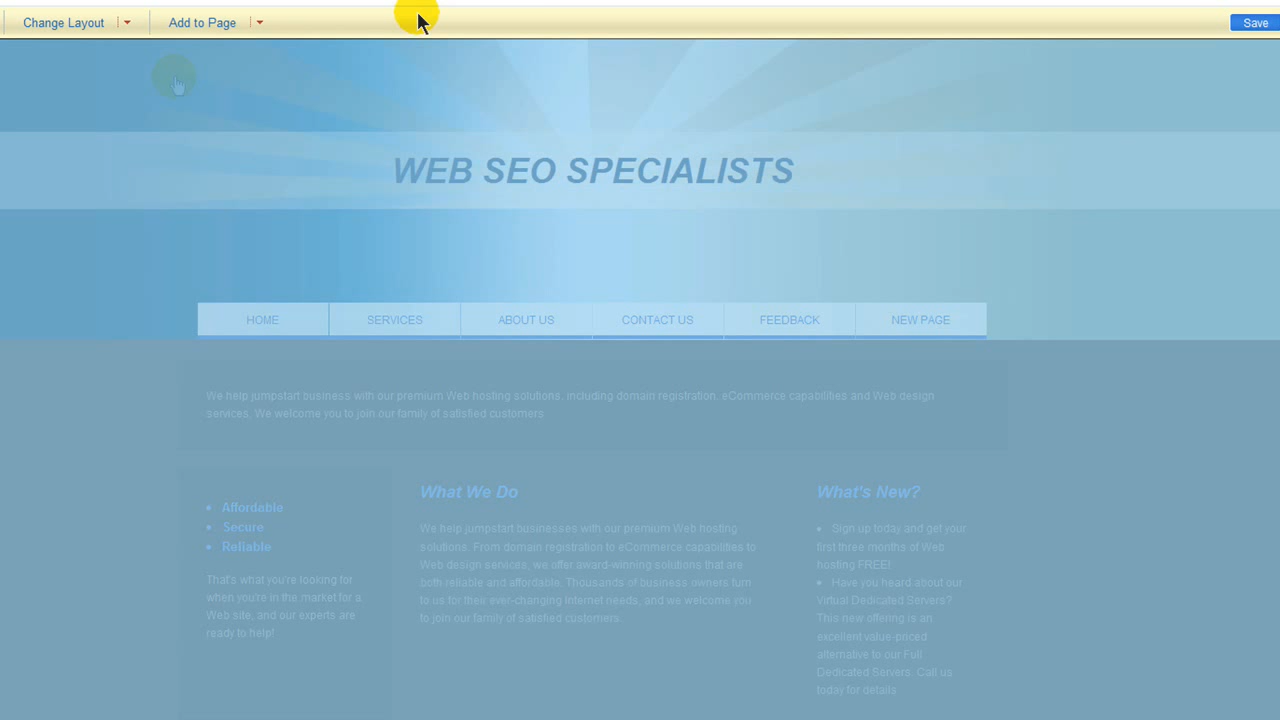 Change Layout
Add to Page
Save
WEB SEO SPECIALISTS
HOME
SERVICES
ABOUT US
CONTACT US
FEEDBACK
NEW PAGE
We help jumpstart business with our premium Web hosting solutions, including domain registration, eCommerce capabilities and Web design
services. We welcome you to join our family of satisfied customers.
• Affordable
• Secure
• Reliable
That's what you're looking for
when you're in the market for a
Web site, and our experts are
ready to help!
What We Do
We help jumpstart businesses with our premium Web hosting
solutions. From domain registration to eCommerce capabilities to
Web design services, we offer award-winning solutions that are
both reliable and affordable. Thousands of business owners turn
to us for their ever-changing Internet needs, and we welcome you
to join our family of satisfied customers.
What's New?
• Sign up today and get your
first three months of Web
hosting FREE!
• Have you heard about our
Virtual Dedicated Servers?
This new offering is an
excellent value-priced
alternative to our Full
Dedicated Servers. Call us
today for details.